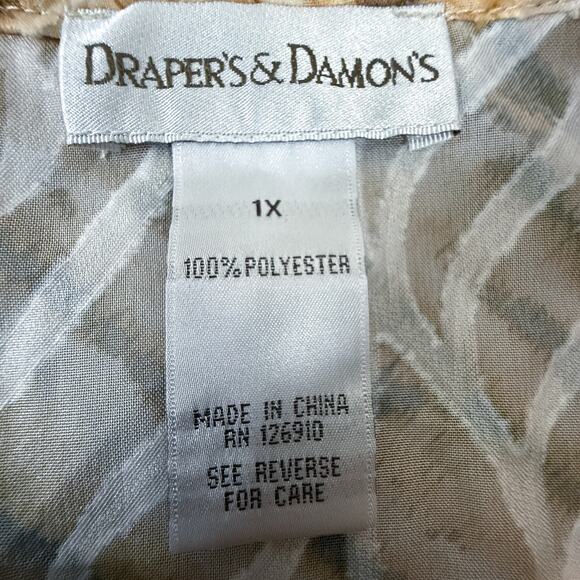 DRAPER'S & DAMON'S
1X
100% POLYESTER
MADE IN CHINA
RN 126910
SEE REVERSE
FOR CARE